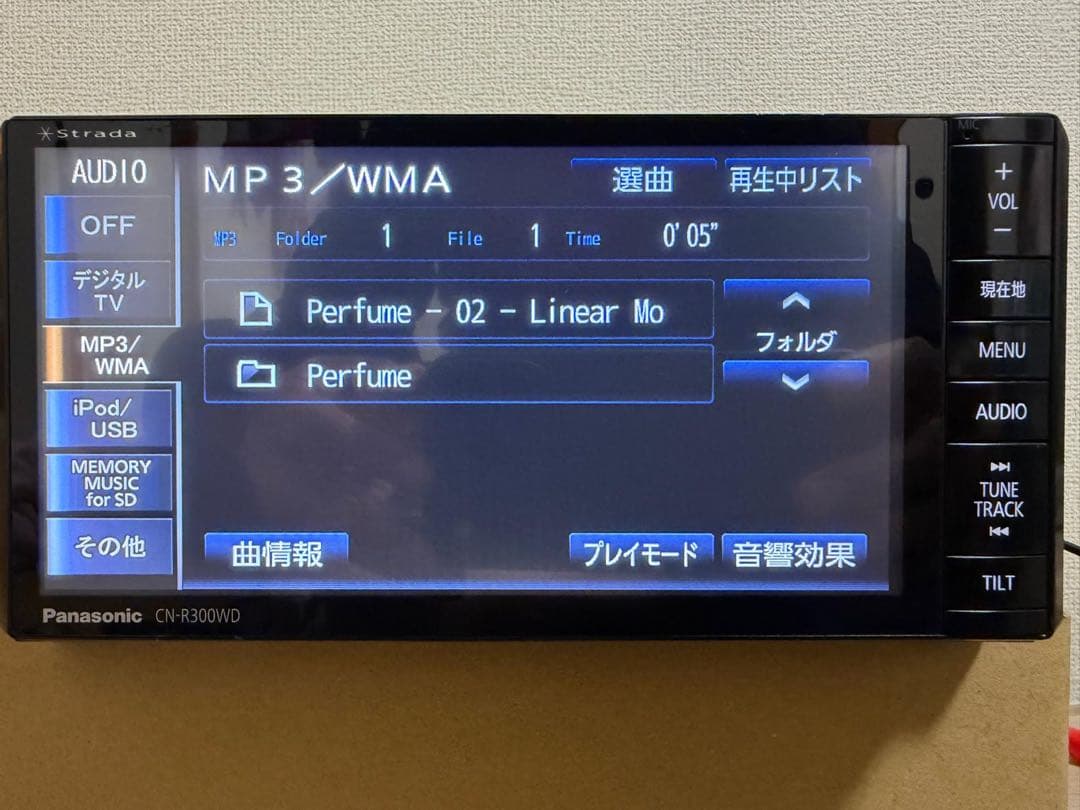 Strada
MIC
AUDIO
OFF
デジタル
TV
MP3/
WMA
iPod/
USB
MEMORY
MUSIC
for SD
その他
MP3/WMA
選曲
再生中リスト
MP3 Folder 1 File 1 Time 0'05"
Perfume - 02 - Linear Mo
Perfume
フォルダ
曲情報
プレイモード
音響効果
+
VOL
-
現在地
MENU
AUDIO
TUNE
TRACK
TILT
Panasonic CN-R300WD